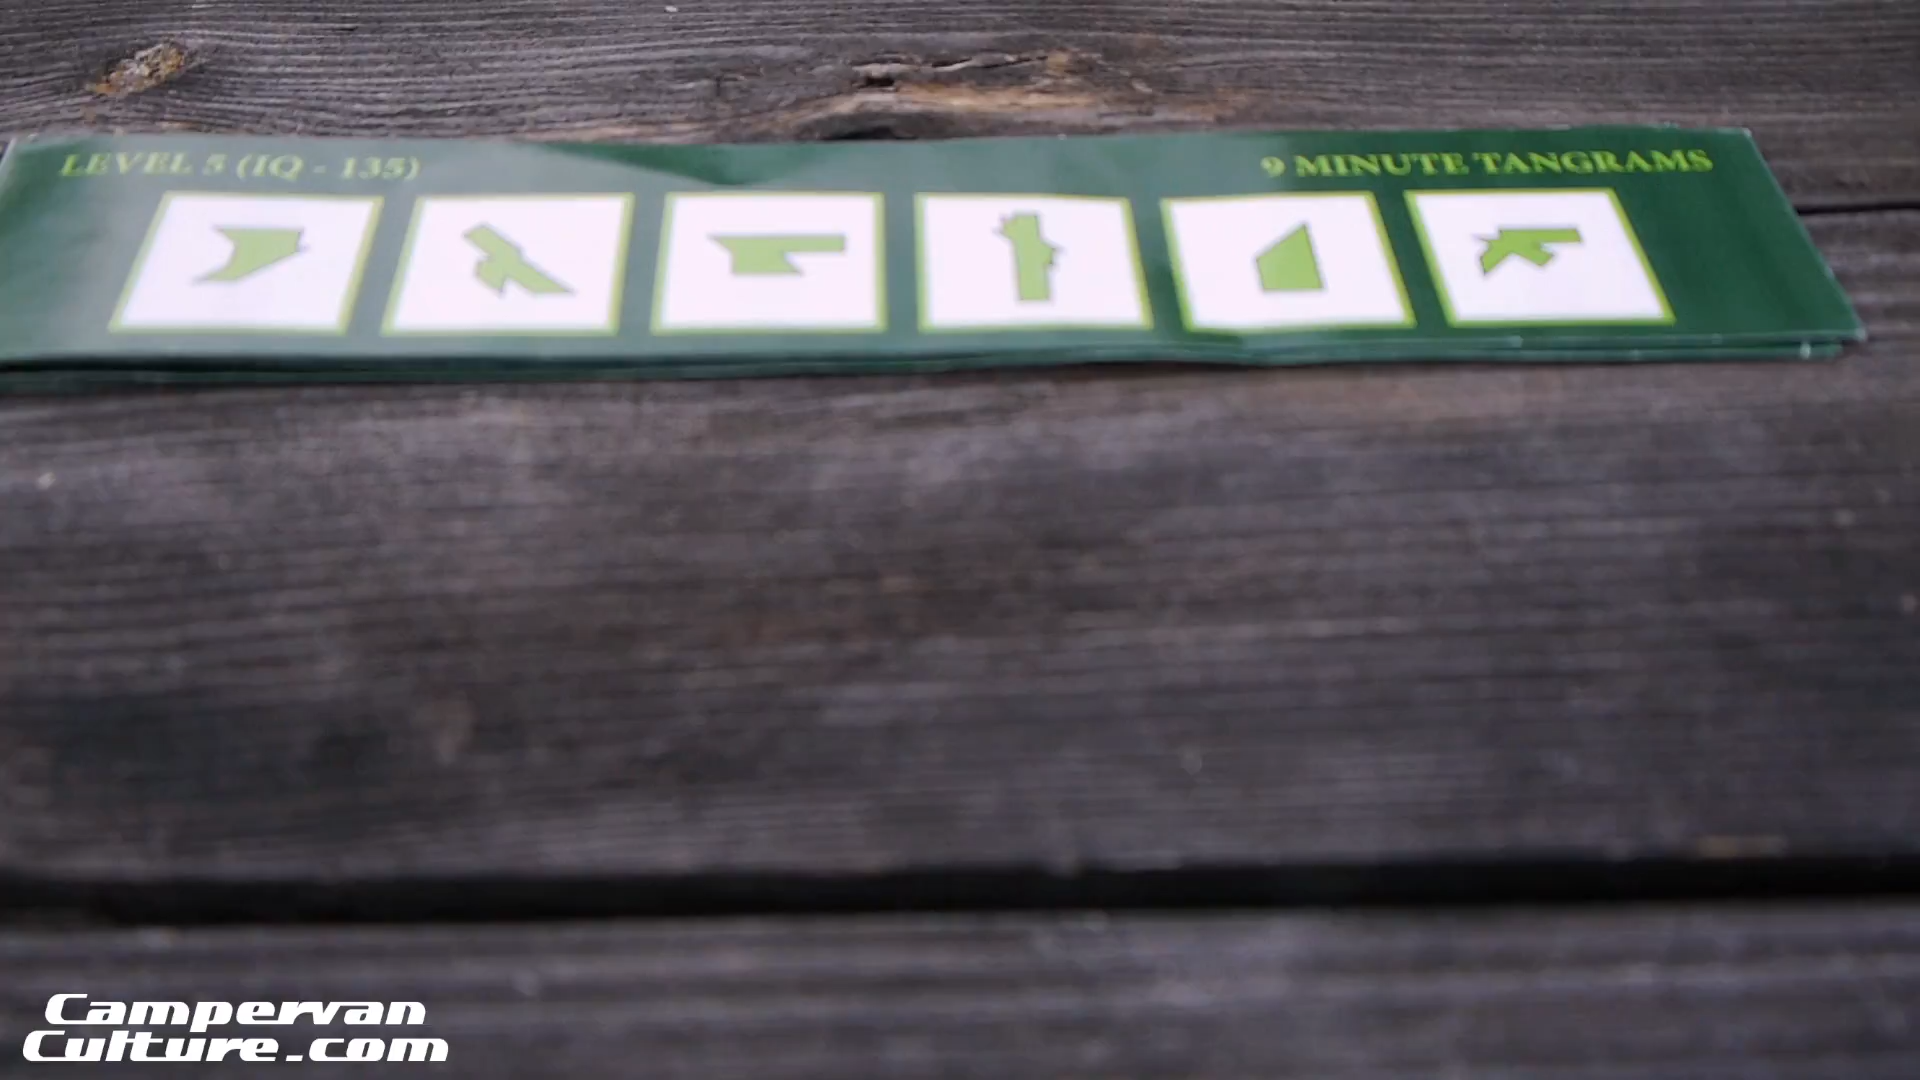 LEVEL 5 (IQ - 135)
9 MINUTE TANGRAMS
Campervan
Culture.com